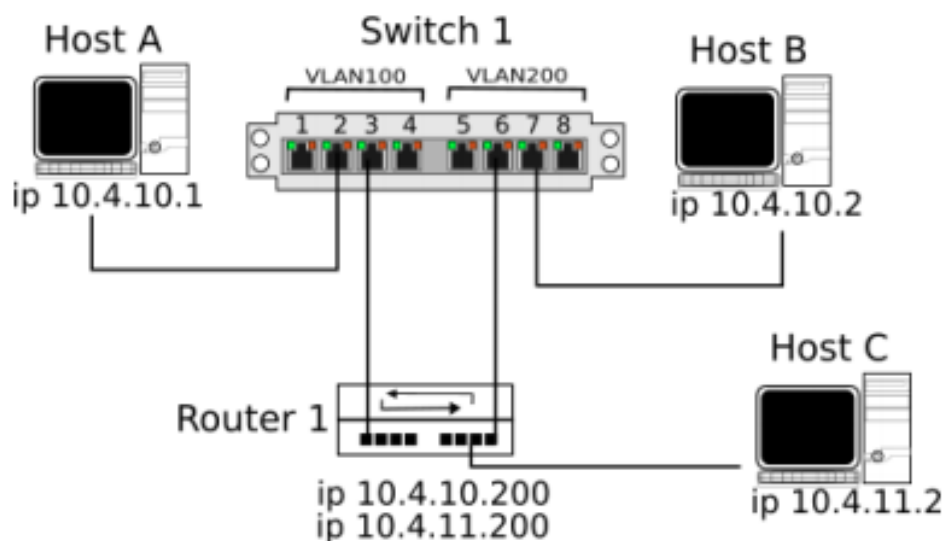 Host A
Switch 1
Host B
VLAN100
VLAN200
1 2 3 4 5 6 7 8
ip 10.4.10.1
ip 10.4.10.2
Host C
Router 1
ip 10.4.10.200
ip 10.4.11.200
ip 10.4.11.2